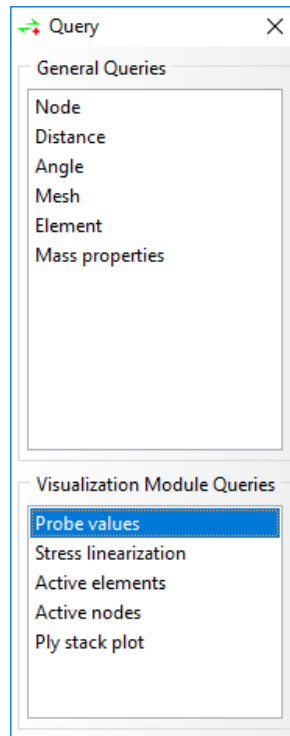 Query
General Queries
Node
Distance
Angle
Mesh
Element
Mass properties
Visualization Module Queries
Probe values
Stress linearization
Active elements
Active nodes
Ply stack plot